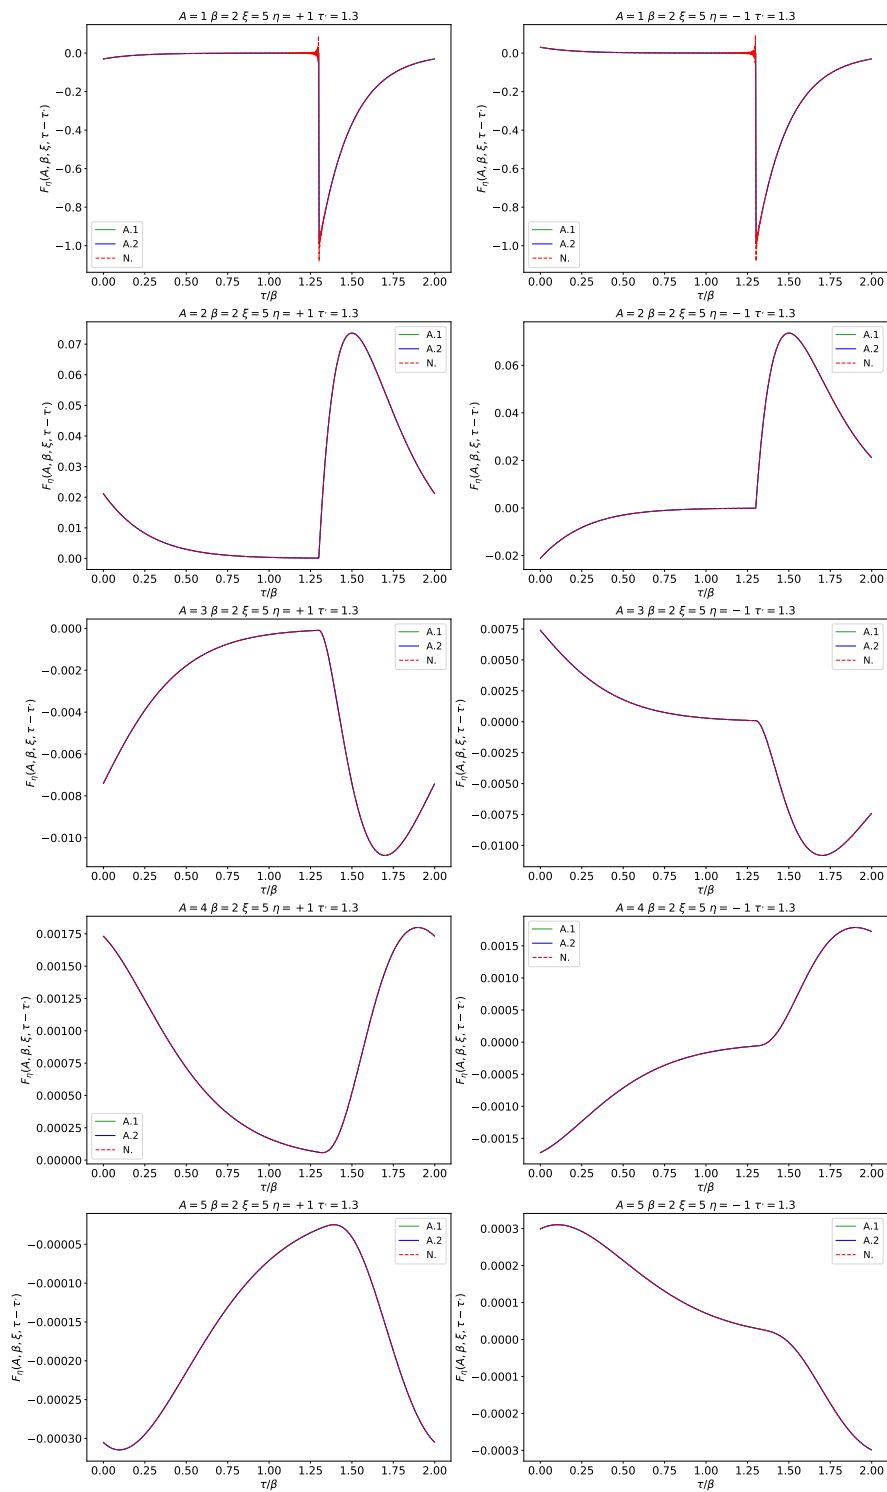 A = 1 β = 2 ξ = 5 η = +1 τ′ = 1.3
0.0
−0.2
−0.4
−0.6
−0.8
−1.0
F_η(A, β, ξ, τ − τ′)
A.1
A.2
N.
0.00 0.25 0.50 0.75 1.00 1.25 1.50 1.75 2.00
τ/β
A = 1 β = 2 ξ = 5 η = −1 τ′ = 1.3
0.0
−0.2
−0.4
−0.6
−0.8
−1.0
F_η(A, β, ξ, τ − τ′)
A.1
A.2
N.
0.00 0.25 0.50 0.75 1.00 1.25 1.50 1.75 2.00
τ/β
A = 2 β = 2 ξ = 5 η = +1 τ′ = 1.3
0.07
0.06
0.05
0.04
0.03
0.02
0.01
0.00
F_η(A, β, ξ, τ − τ′)
A.1
A.2
N.
0.00 0.25 0.50 0.75 1.00 1.25 1.50 1.75 2.00
τ/β
A = 2 β = 2 ξ = 5 η = −1 τ′ = 1.3
0.06
0.04
0.02
0.00
−0.02
F_η(A, β, ξ, τ − τ′)
A.1
A.2
N.
0.00 0.25 0.50 0.75 1.00 1.25 1.50 1.75 2.00
τ/β
A = 3 β = 2 ξ = 5 η = +1 τ′ = 1.3
0.000
−0.002
−0.004
−0.006
−0.008
−0.010
F_η(A, β, ξ, τ − τ′)
A.1
A.2
N.
0.00 0.25 0.50 0.75 1.00 1.25 1.50 1.75 2.00
τ/β
A = 3 β = 2 ξ = 5 η = −1 τ′ = 1.3
0.0075
0.0050
0.0025
0.0000
−0.0025
−0.0050
−0.0075
−0.0100
F_η(A, β, ξ, τ − τ′)
A.1
A.2
N.
0.00 0.25 0.50 0.75 1.00 1.25 1.50 1.75 2.00
τ/β
A = 4 β = 2 ξ = 5 η = +1 τ′ = 1.3
0.00175
0.00150
0.00125
0.00100
0.00075
0.00050
0.00025
0.00000
F_η(A, β, ξ, τ − τ′)
A.1
A.2
N.
0.00 0.25 0.50 0.75 1.00 1.25 1.50 1.75 2.00
τ/β
A = 4 β = 2 ξ = 5 η = −1 τ′ = 1.3
0.0015
0.0010
0.0005
0.0000
−0.0005
−0.0010
−0.0015
F_η(A, β, ξ, τ − τ′)
A.1
A.2
N.
0.00 0.25 0.50 0.75 1.00 1.25 1.50 1.75 2.00
τ/β
A = 5 β = 2 ξ = 5 η = +1 τ′ = 1.3
−0.00005
−0.00010
−0.00015
−0.00020
−0.00025
−0.00030
F_η(A, β, ξ, τ − τ′)
A.1
A.2
N.
0.00 0.25 0.50 0.75 1.00 1.25 1.50 1.75 2.00
τ/β
A = 5 β = 2 ξ = 5 η = −1 τ′ = 1.3
0.0003
0.0002
0.0001
0.0000
−0.0001
−0.0002
−0.0003
F_η(A, β, ξ, τ − τ′)
A.1
A.2
N.
0.00 0.25 0.50 0.75 1.00 1.25 1.50 1.75 2.00
τ/β